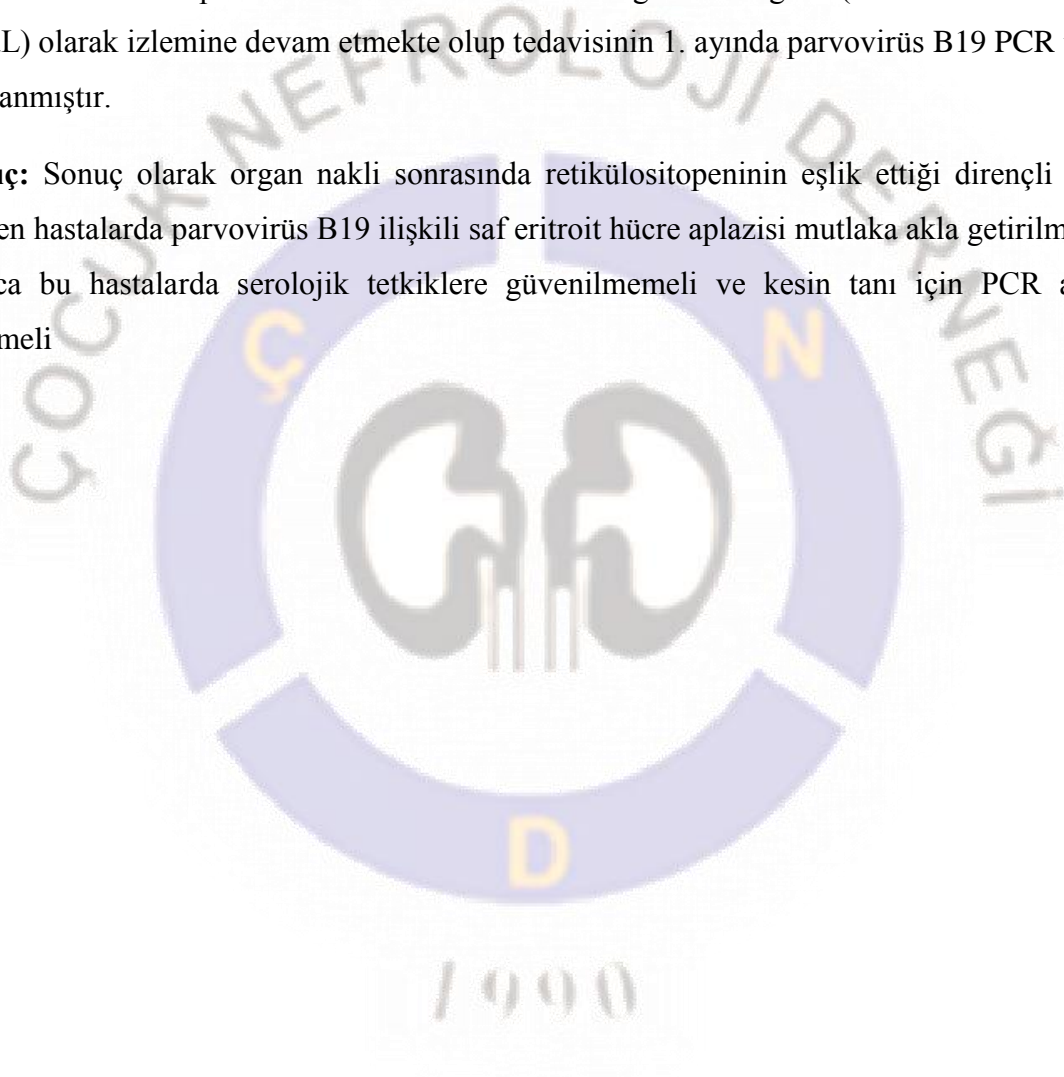 L) olarak izlemine devam etmekte olup tedavisinin 1. ayında parvovirüs B19 PCR
anmıştır.
ıç: Sonuç olarak organ nakli sonrasında retikülositopeninin eşlik ettiği dirençli
en hastalarda parvovirüs B19 ilişkili saf eritroit hücre aplazisi mutlaka akla getirilm
ca bu hastalarda serolojik tetkiklere güvenilmemeli ve kesin tanı için PCR a
meli
ÇOCUK NEFROLOJİ DERNEĞİ
Ç N
D
1990